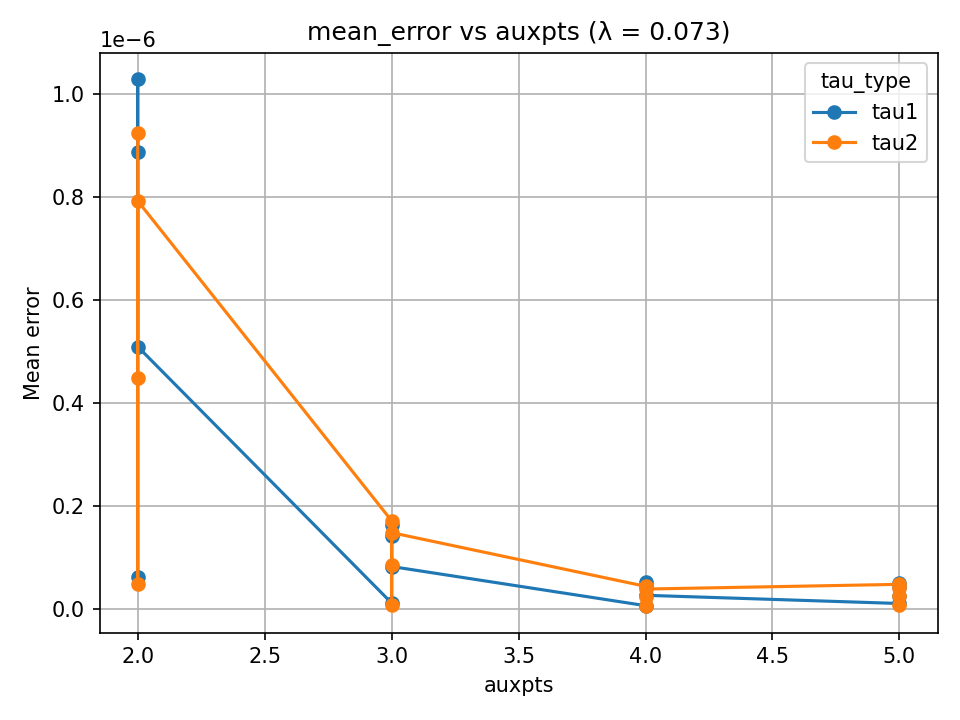 mean_error vs auxpts (λ = 0.073)
1e−6
tau_type
tau1
tau2
1.0
0.8
0.6
0.4
0.2
0.0
Mean error
2.0 2.5 3.0 3.5 4.0 4.5 5.0
auxpts